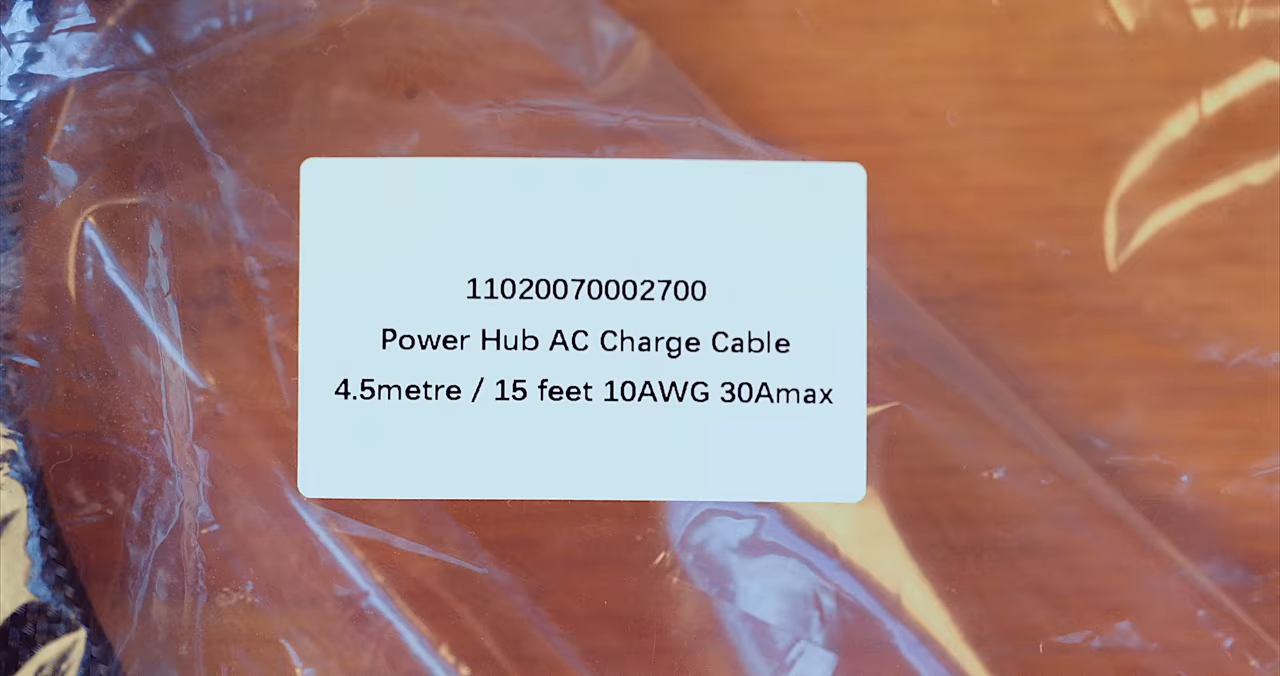 11020070002700
Power Hub AC Charge Cable
4.5metre / 15 feet 10AWG 30Amax